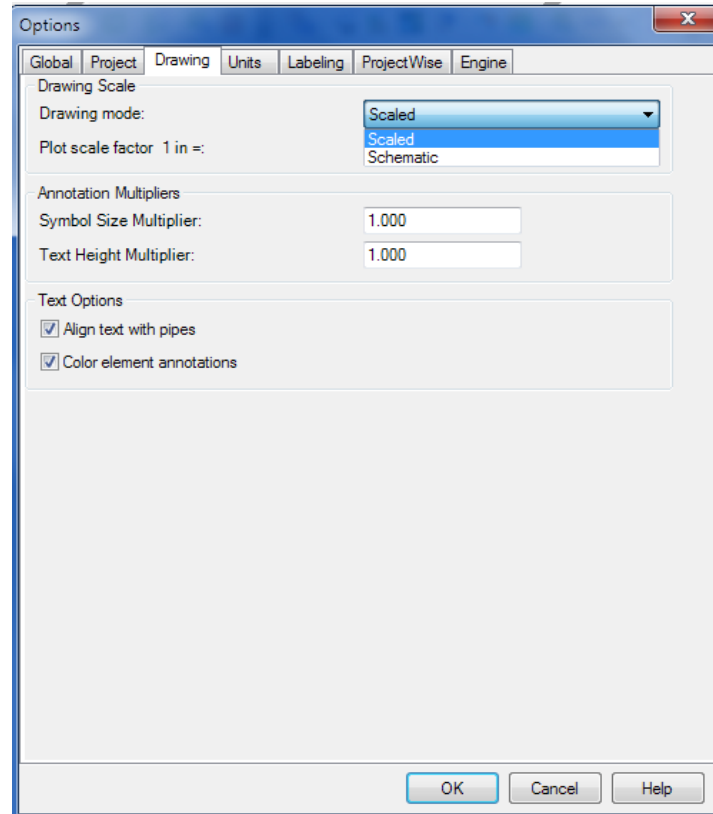 Options
Global Project Drawing Units Labeling ProjectWise Engine
Drawing Scale
Drawing mode: Scaled
Scaled
Plot scale factor 1 in =:
Schematic
Annotation Multipliers
Symbol Size Multiplier: 1.000
Text Height Multiplier: 1.000
Text Options
Align text with pipes
Color element annotations
OK Cancel Help